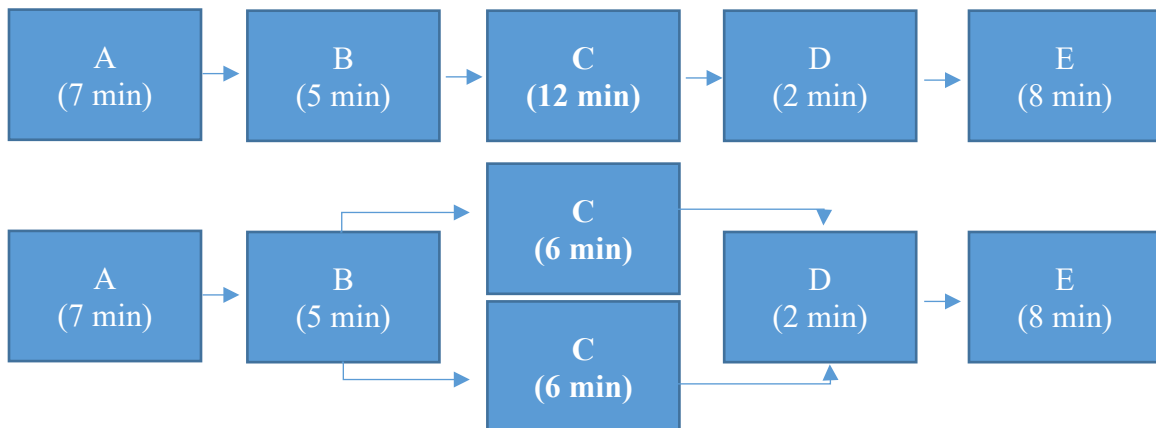 A
(7 min)
B
(5 min)
C
(12 min)
D
(2 min)
E
(8 min)
A
(7 min)
B
(5 min)
C
(6 min)
C
(6 min)
D
(2 min)
E
(8 min)